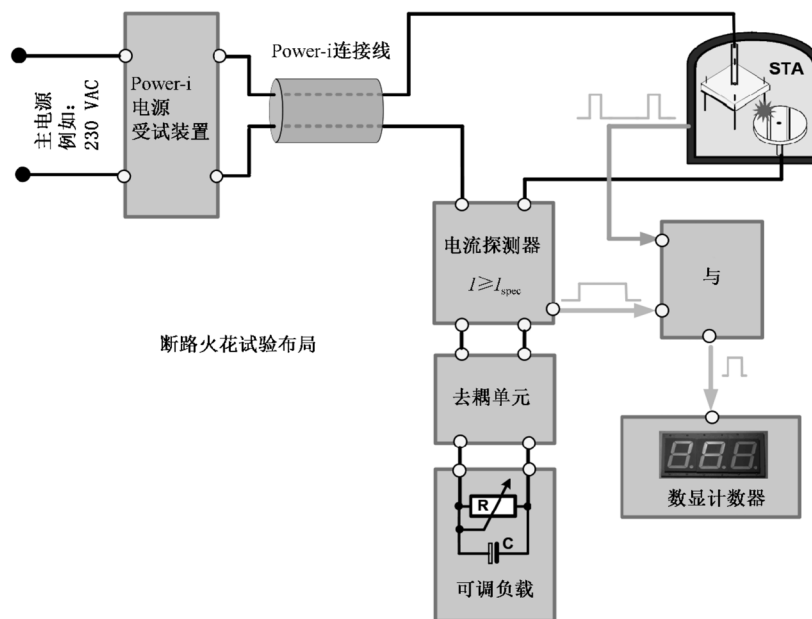 Power-i连接线
主电源
例如:
230 VAC
Power-i
电源
受试装置
STA
电流探测器
I≥Ispec
与
断路火花试验布局
去耦单元
R
C
可调负载
数显计数器